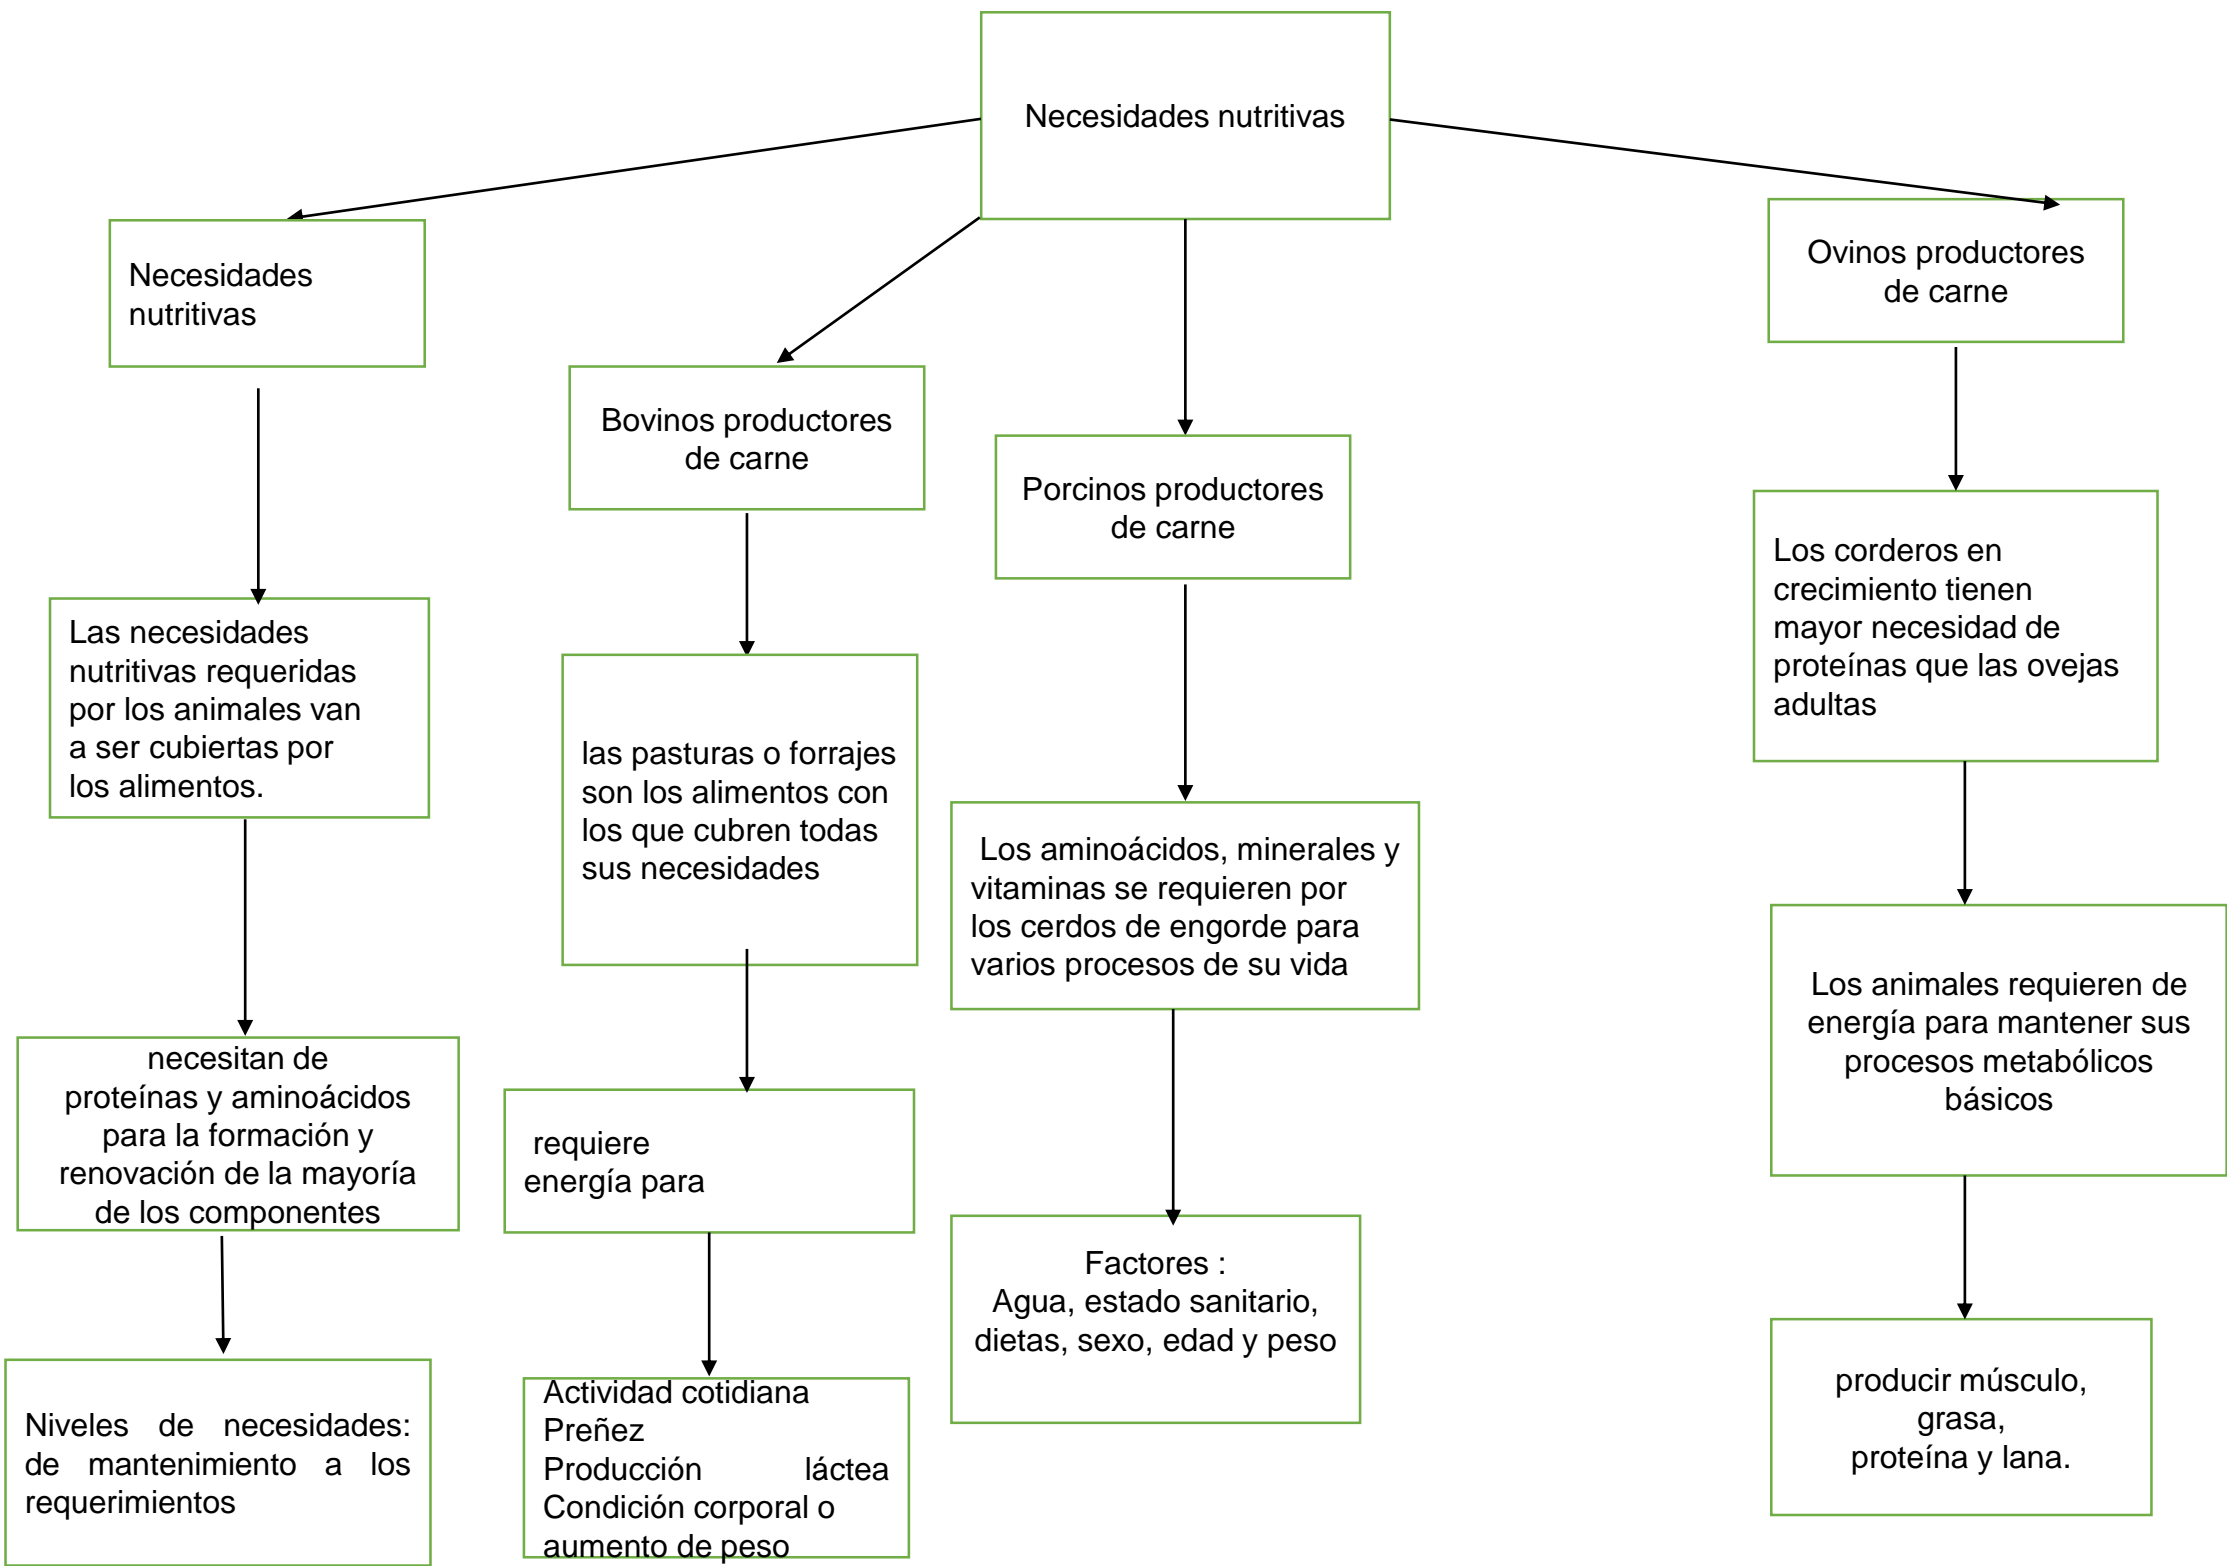 Necesidades nutritivas
Necesidades
nutritivas
Las necesidades
nutritivas requeridas
por los animales van
a ser cubiertas por
los alimentos.
necesitan de
proteínas y aminoácidos
para la formación y
renovación de la mayoría
de los componentes
Niveles de necesidades:
de mantenimiento a los
requerimientos
Bovinos productores
de carne
las pasturas o forrajes
son los alimentos con
los que cubren todas
sus necesidades
requiere
energía para
Actividad cotidiana
Preñez
Producción láctea
Condición corporal o
aumento de peso
Porcinos productores
de carne
Los aminoácidos, minerales y
vitaminas se requieren por
los cerdos de engorde para
varios procesos de su vida
Factores :
Agua, estado sanitario,
dietas, sexo, edad y peso
Ovinos productores
de carne
Los corderos en
crecimiento tienen
mayor necesidad de
proteínas que las ovejas
adultas
Los animales requieren de
energía para mantener sus
procesos metabólicos
básicos
producir músculo,
grasa,
proteína y lana.